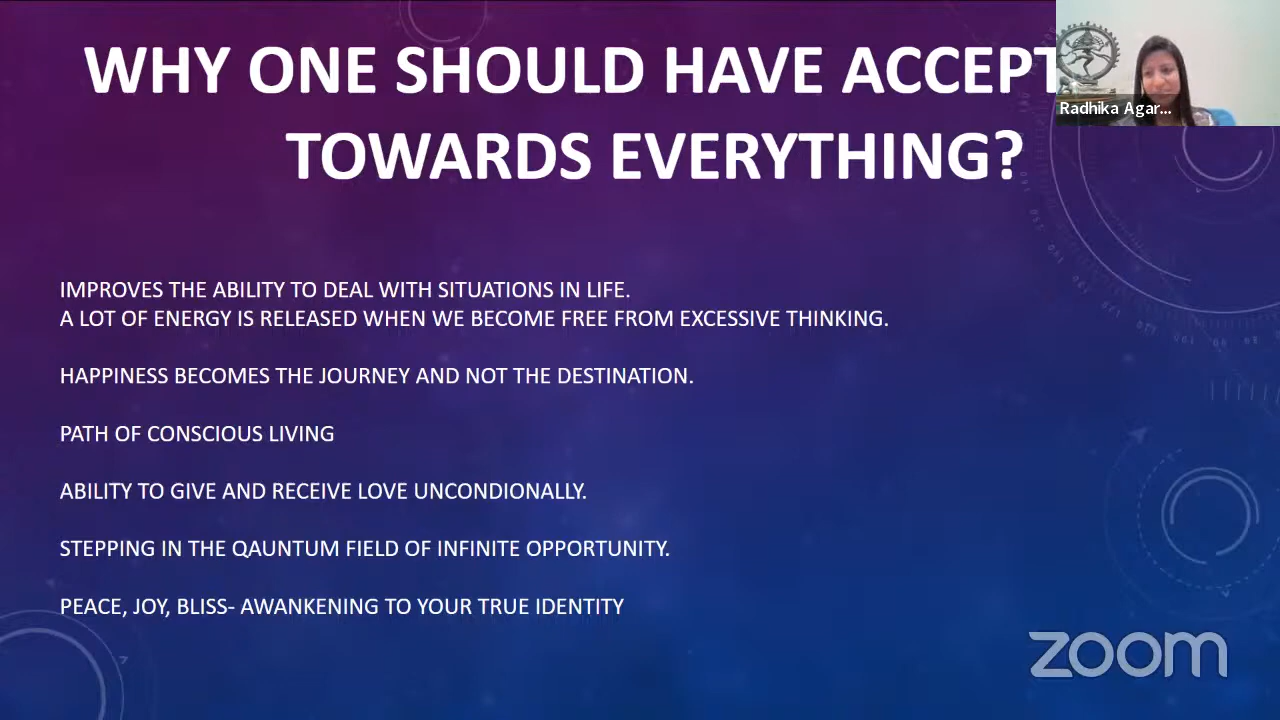 WHY ONE SHOULD HAVE ACCEPT
TOWARDS EVERYTHING?
Radhika Agar...
IMPROVES THE ABILITY TO DEAL WITH SITUATIONS IN LIFE.
A LOT OF ENERGY IS RELEASED WHEN WE BECOME FREE FROM EXCESSIVE THINKING.
HAPPINESS BECOMES THE JOURNEY AND NOT THE DESTINATION.
PATH OF CONSCIOUS LIVING
ABILITY TO GIVE AND RECEIVE LOVE UNCONDIONALLY.
STEPPING IN THE QAUNTUM FIELD OF INFINITE OPPORTUNITY.
PEACE, JOY, BLISS- AWANKENING TO YOUR TRUE IDENTITY
zoom